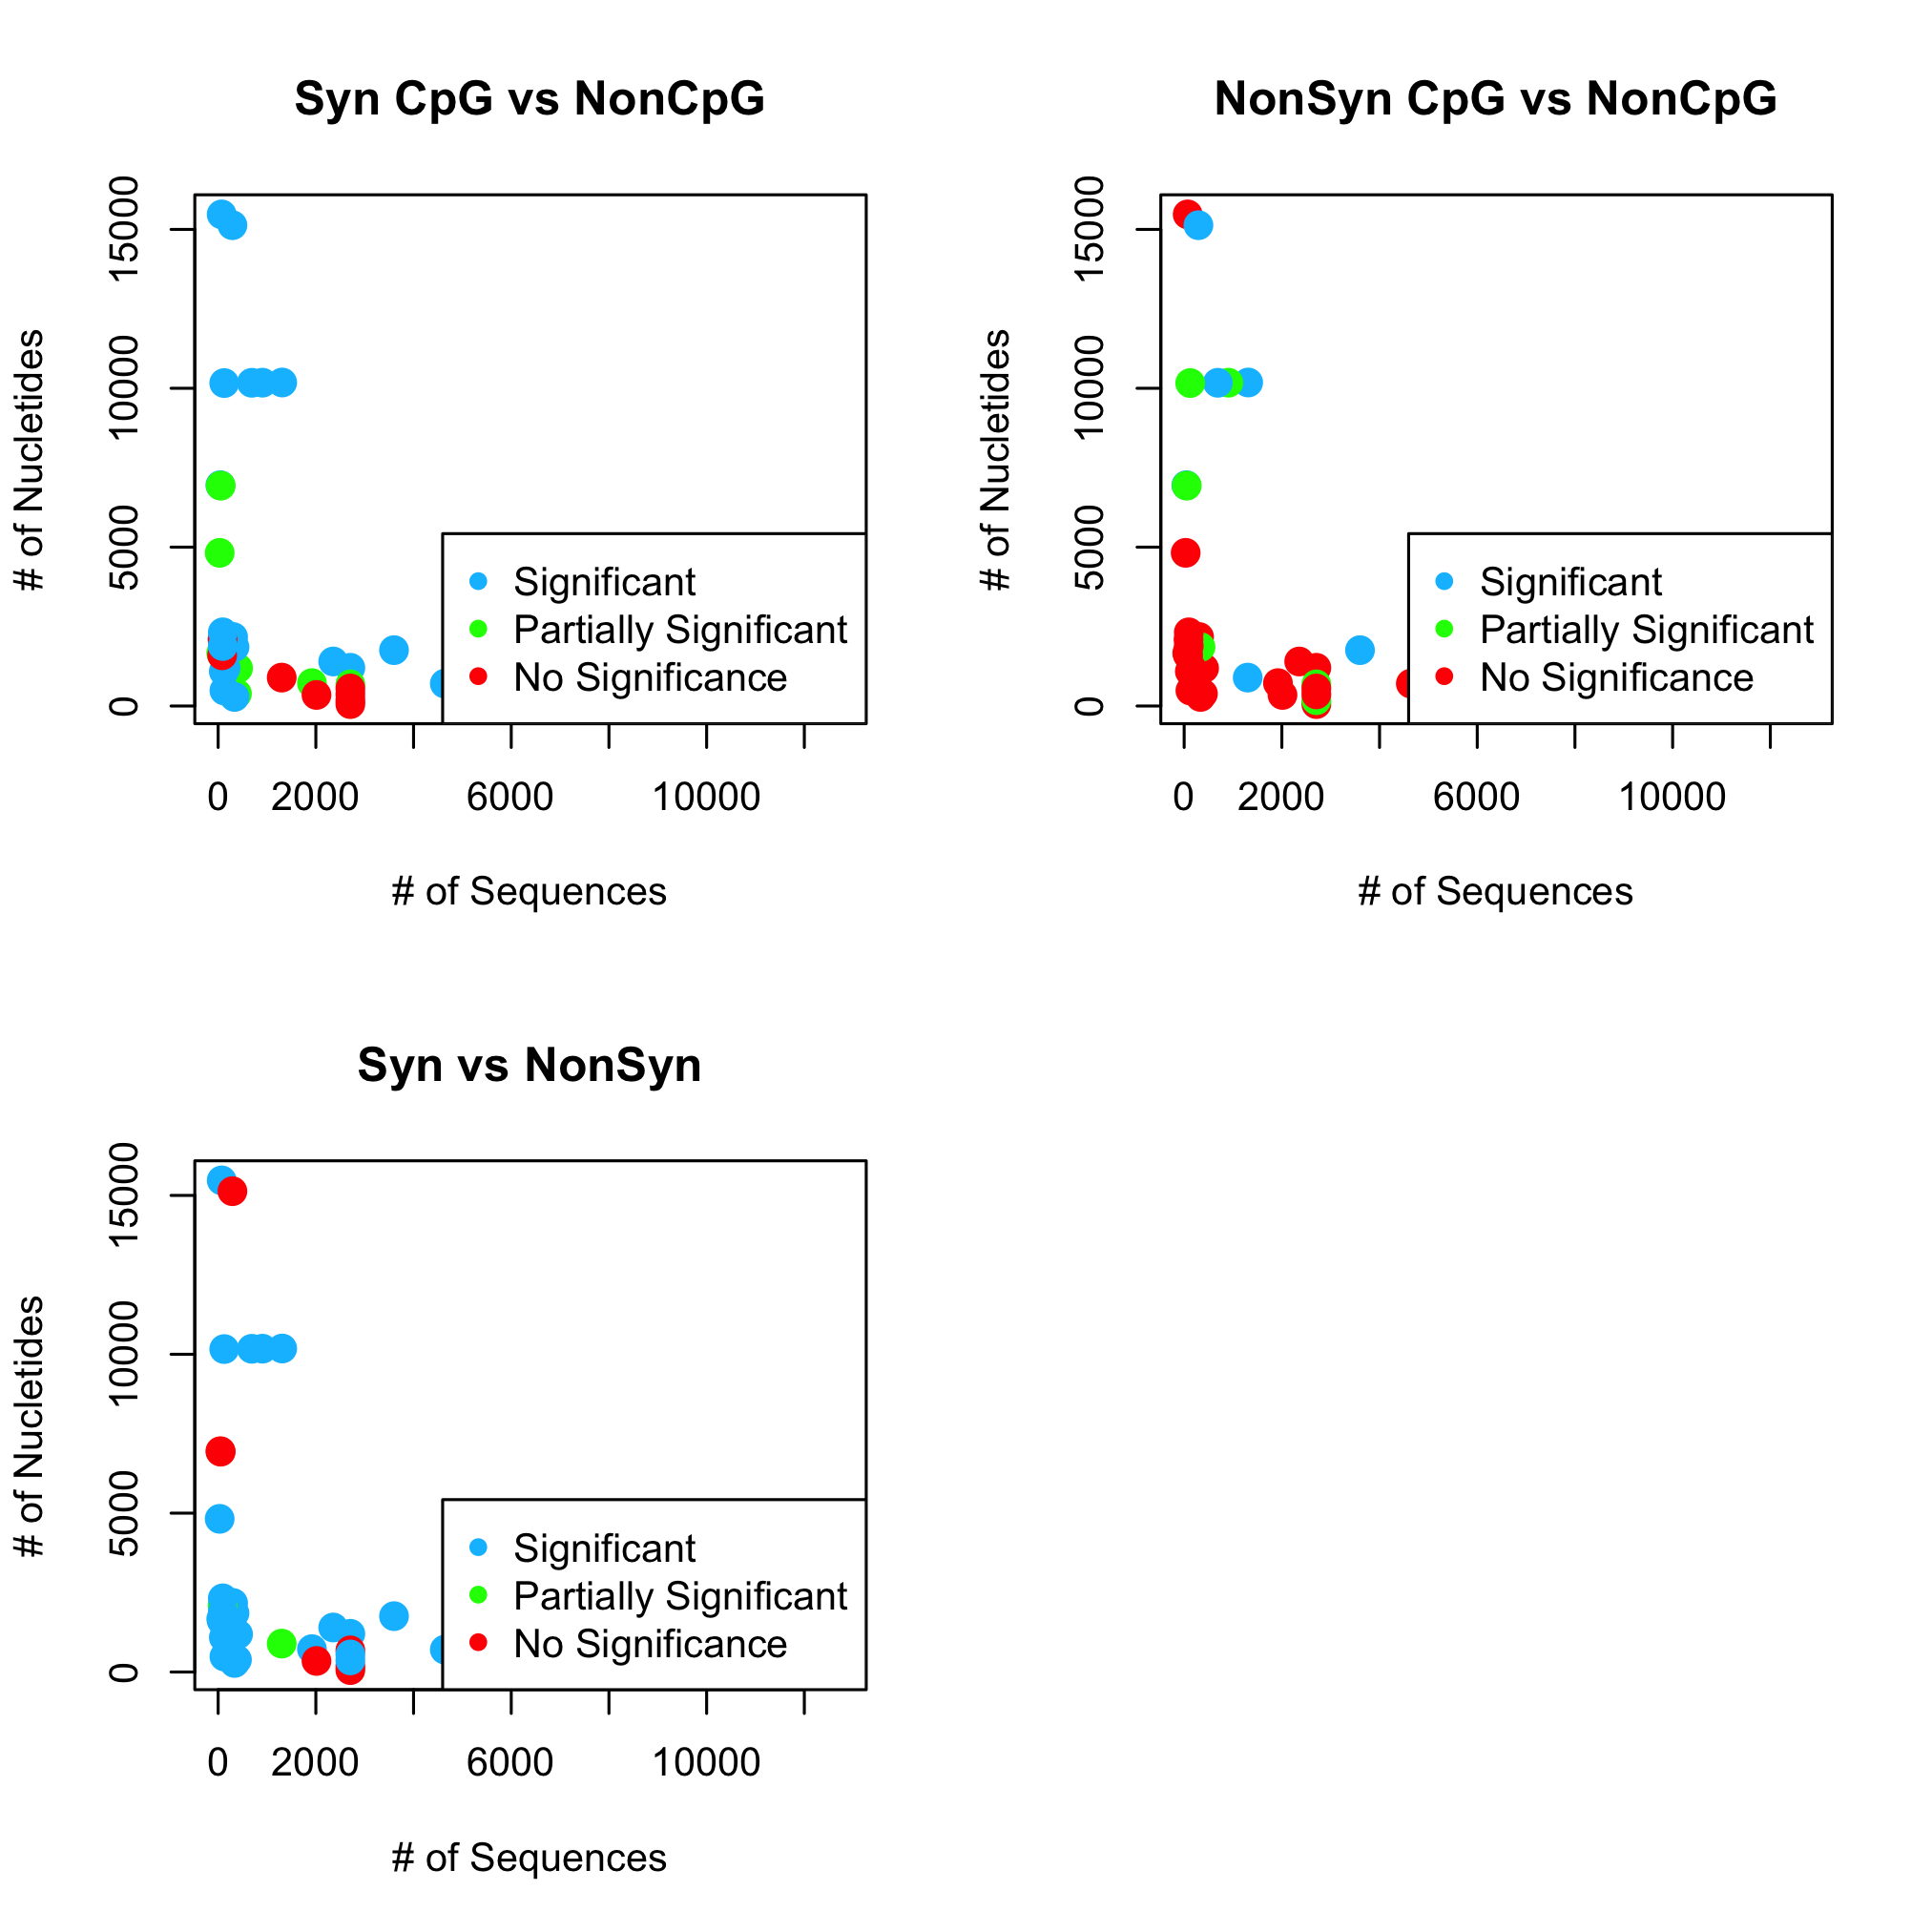 Syn CpG vs NonCpG
# of Nucletides
15000
10000
5000
0
Significant
Partially Significant
No Significance
0 2000 6000 10000
# of Sequences
NonSyn CpG vs NonCpG
# of Nucletides
15000
10000
5000
0
Significant
Partially Significant
No Significance
0 2000 6000 10000
# of Sequences
Syn vs NonSyn
# of Nucletides
15000
10000
5000
0
Significant
Partially Significant
No Significance
0 2000 6000 10000
# of Sequences